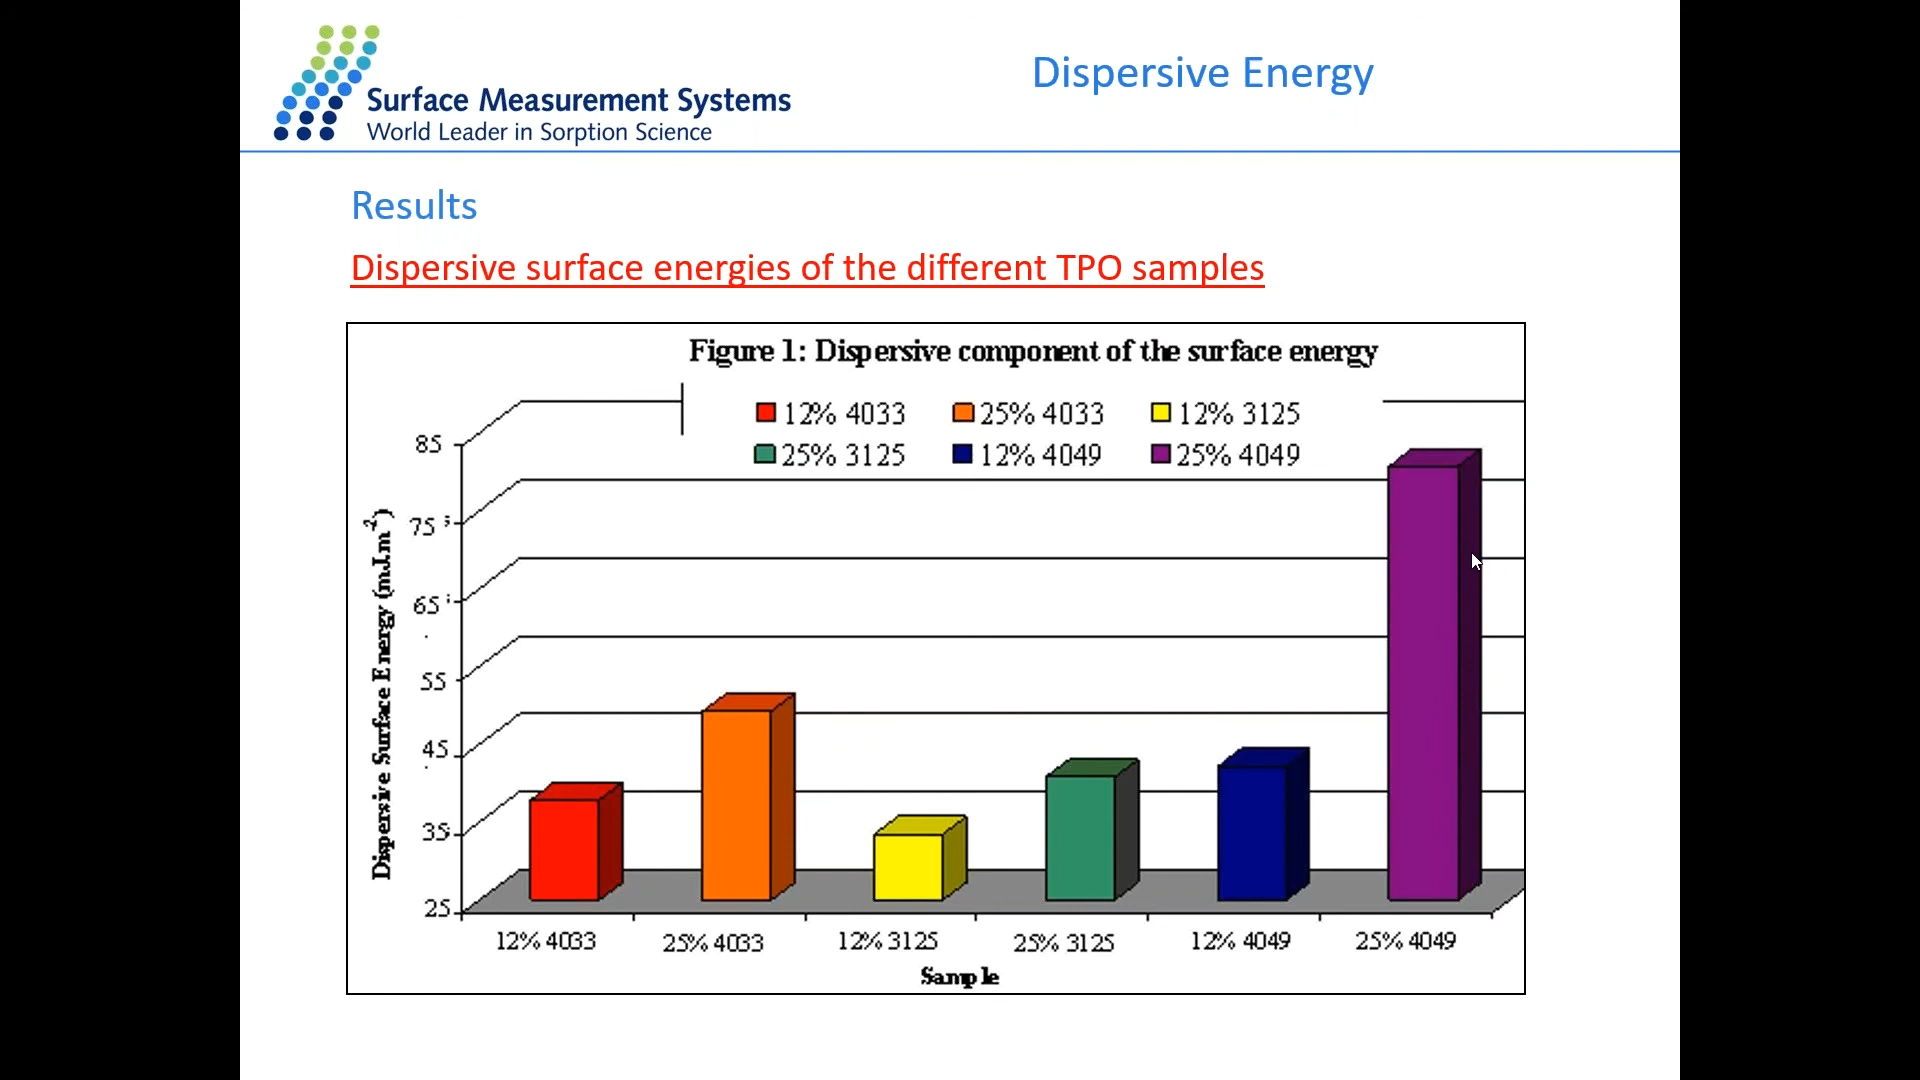 Surface Measurement Systems
World Leader in Sorption Science
Dispersive Energy
Results
Dispersive surface energies of the different TPO samples
Figure 1: Dispersive component of the surface energy
12% 4033 25% 4033 12% 3125
25% 3125 12% 4049 25% 4049
Dispersive Surface Energy (mJ.m-2)
85
75
65
55
45
35
25
12% 4033 25% 4033 12% 3125 25% 3125 12% 4049 25% 4049
Sample